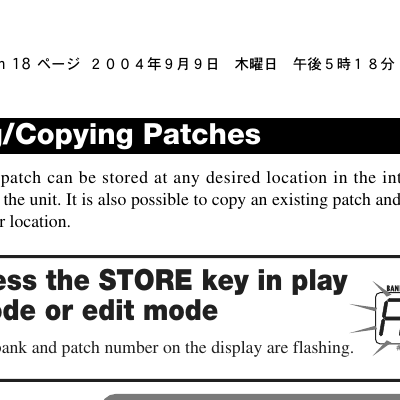 18 ページ ２００４年９月９日 木曜日 午後５時１８分
/Copying Patches
patch can be stored at any desired location in the int
the unit. It is also possible to copy an existing patch and
r location.
ess the STORE key in play
ode or edit mode
BANK
bank and patch number on the display are flashing.